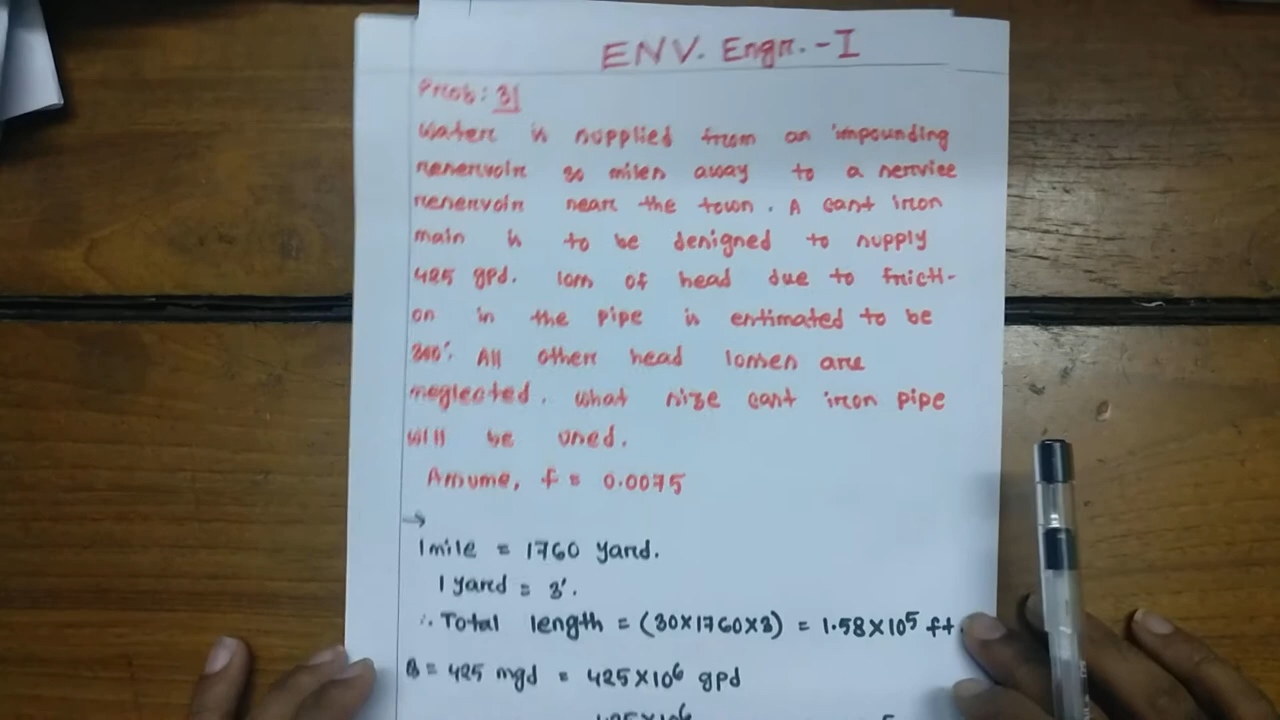 ENV. Engr. - I
Prob: 31
Water is supplied from an impounding
reservoir 30 miles away to a service
reservoir near the town. A cast iron
main is to be designed to supply
425 gpd. loss of head due to fricti-
on in the pipe is estimated to be
300'. All other head losses are
neglected. what size cast iron pipe
will be used.
Assume, f = 0.0075
→
1 mile = 1760 yard.
1 yard = 3'.
∴ Total length = (30×1760×3) = 1.58×10⁵ ft.
Q = 425 mgd = 425×10⁶ gpd
425×10⁶